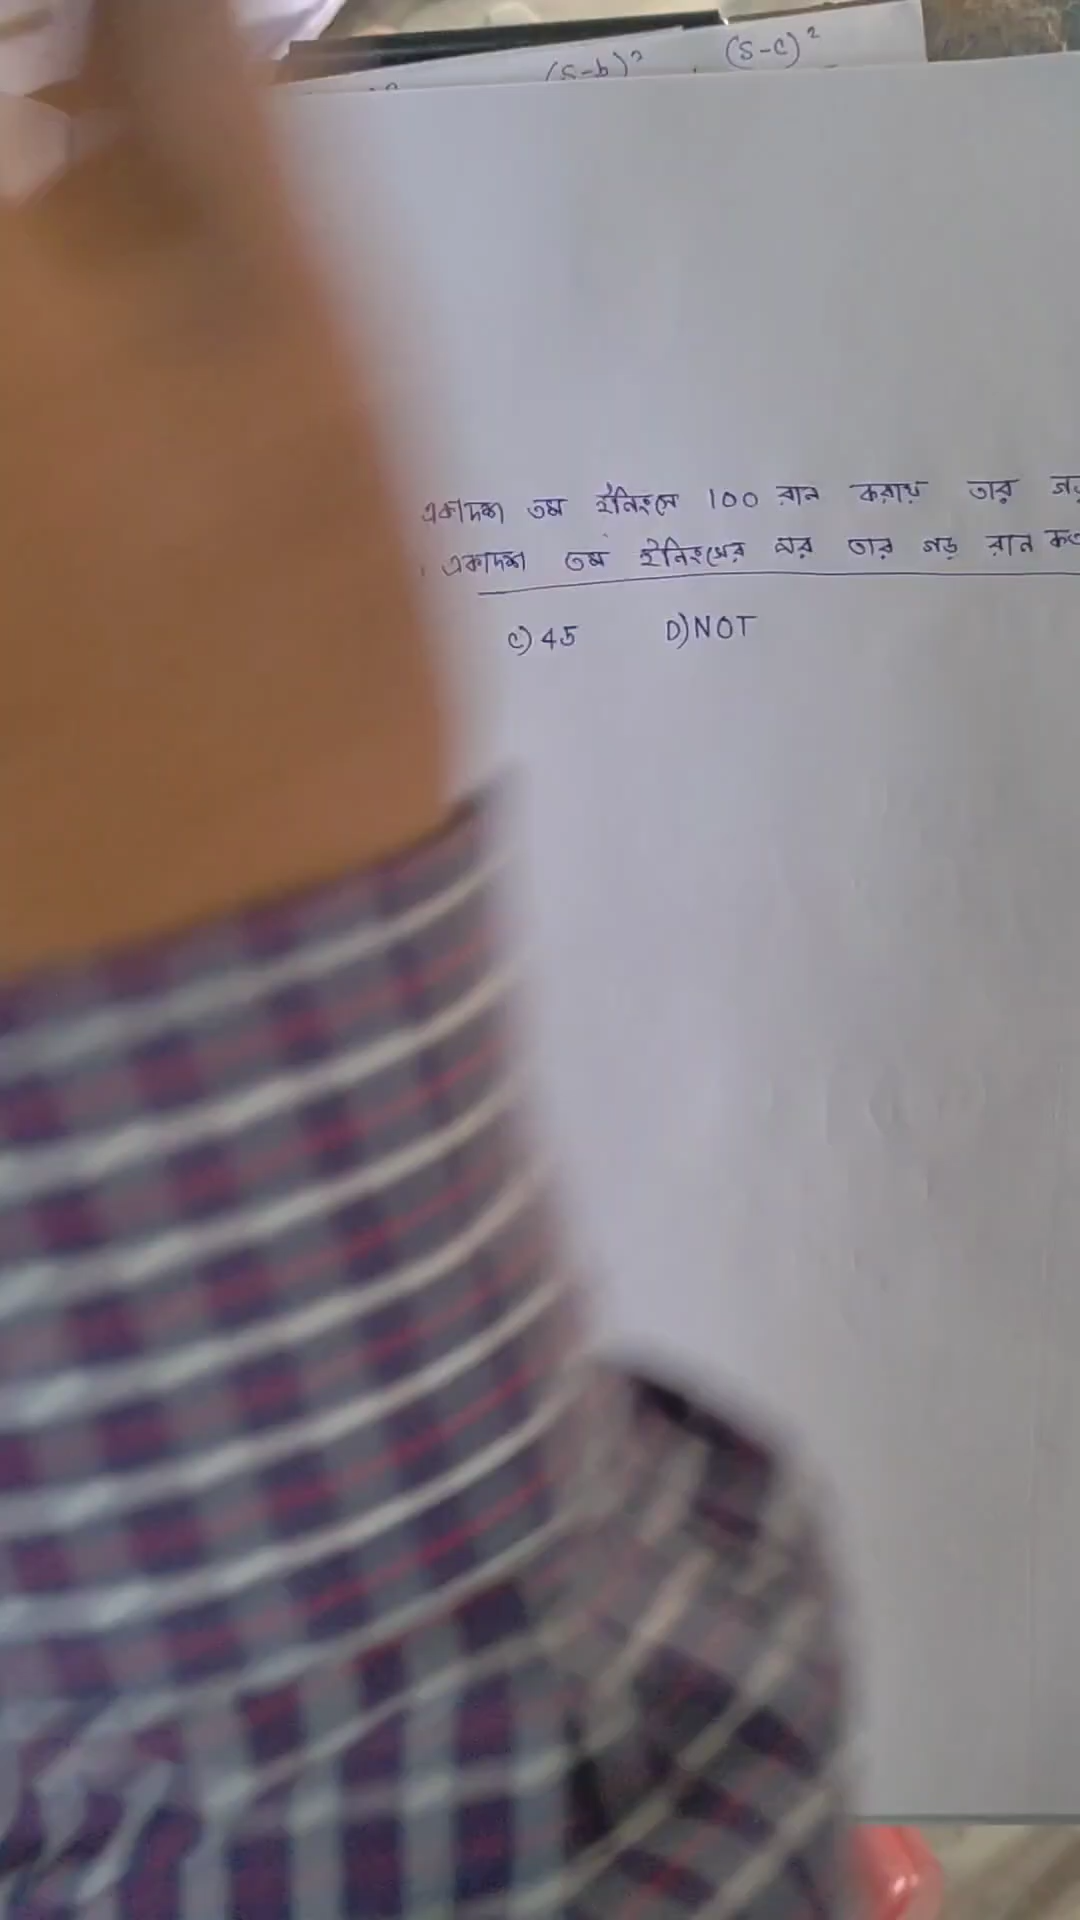 (s-b)² (s-c)²
একাদশ তম ইনিংসে 100 রান করায় তার
একাদশ তম ইনিংসের পর তার গড় রান
C) 45 D) NOT